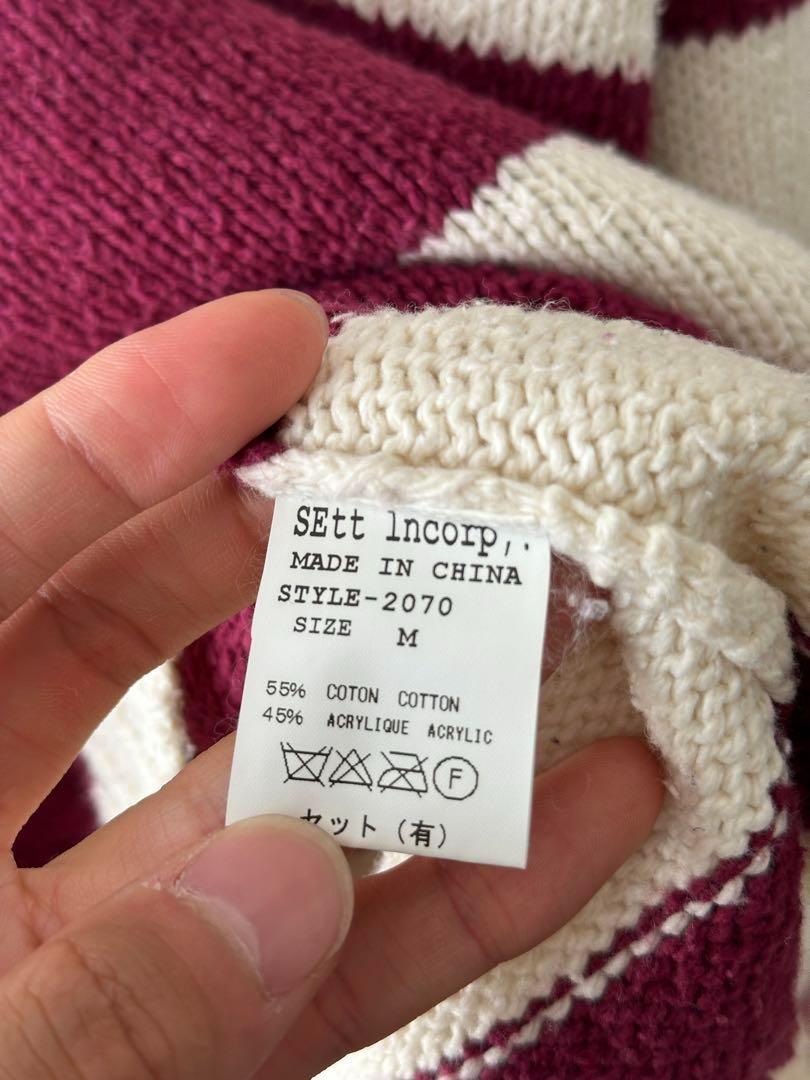 SEtt lncorp,.
MADE IN CHINA
STYLE-2070
SIZE M
55% COTON COTTON
45% ACRYLIQUE ACRYLIC
F
セット(有)